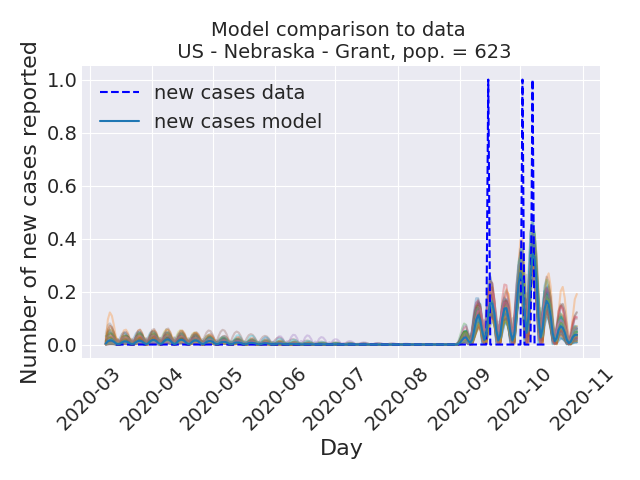 Model comparison to data
US - Nebraska - Grant, pop. = 623
Number of new cases reported
1.0
0.8
0.6
0.4
0.2
0.0
new cases data
new cases model
2020-03
2020-04
2020-05
2020-06
2020-07
2020-08
2020-09
2020-10
2020-11
Day